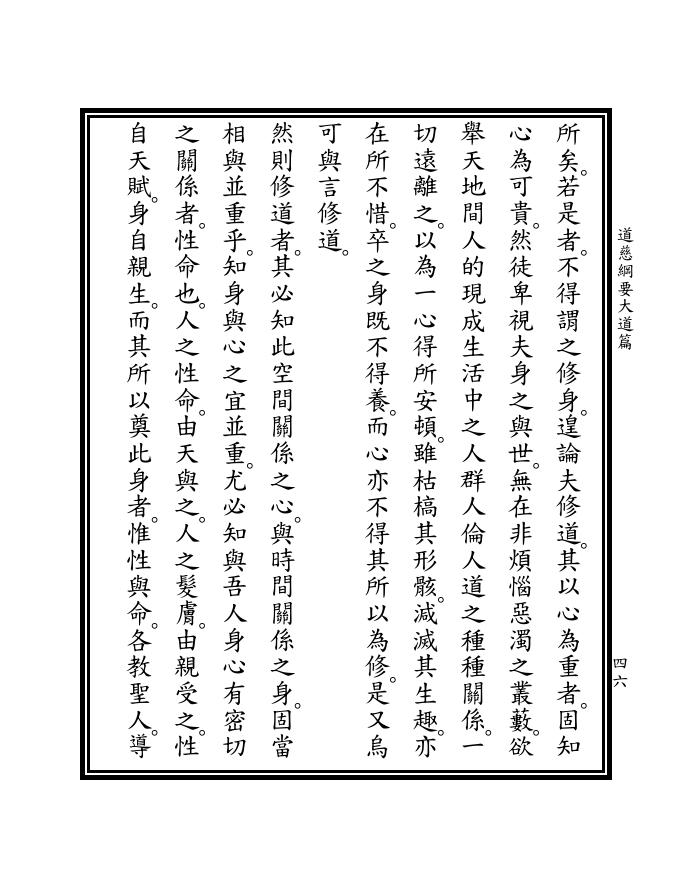 道慈綱要大道篇
四六
所矣。若是者。不得謂之修身。遑論夫修道。其以心為重者。固知
心為可貴。然徒卑視夫身之與世。無在非煩惱惡濁之叢藪。欲
舉天地間人的現成生活中之人群人倫人道之種種關係。一
切遠離之。以為一心得所安頓。雖枯槁其形骸。減滅其生趣。亦
在所不惜。卒之身既不得養。而心亦不得其所以為修。是又烏
可與言修道。
然則修道者。其必知此空間關係之心。與時間關係之身。固當
相與並重乎。知身與心之宜並重。尤必知與吾人身心有密切
之關係者。性命也。人之性命。由天與之。人之髮膚。由親受之。性
自天賦。身自親生。而其所以奠此身者。惟性與命。各教聖人。導